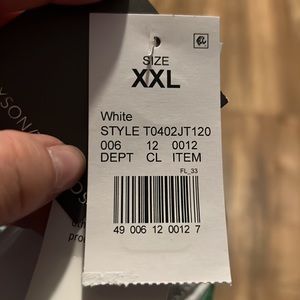 SIZE
XXL
White
STYLE T0402JT120
006 12 0012
DEPT CL ITEM
FL_33
49 006 12 0012 7